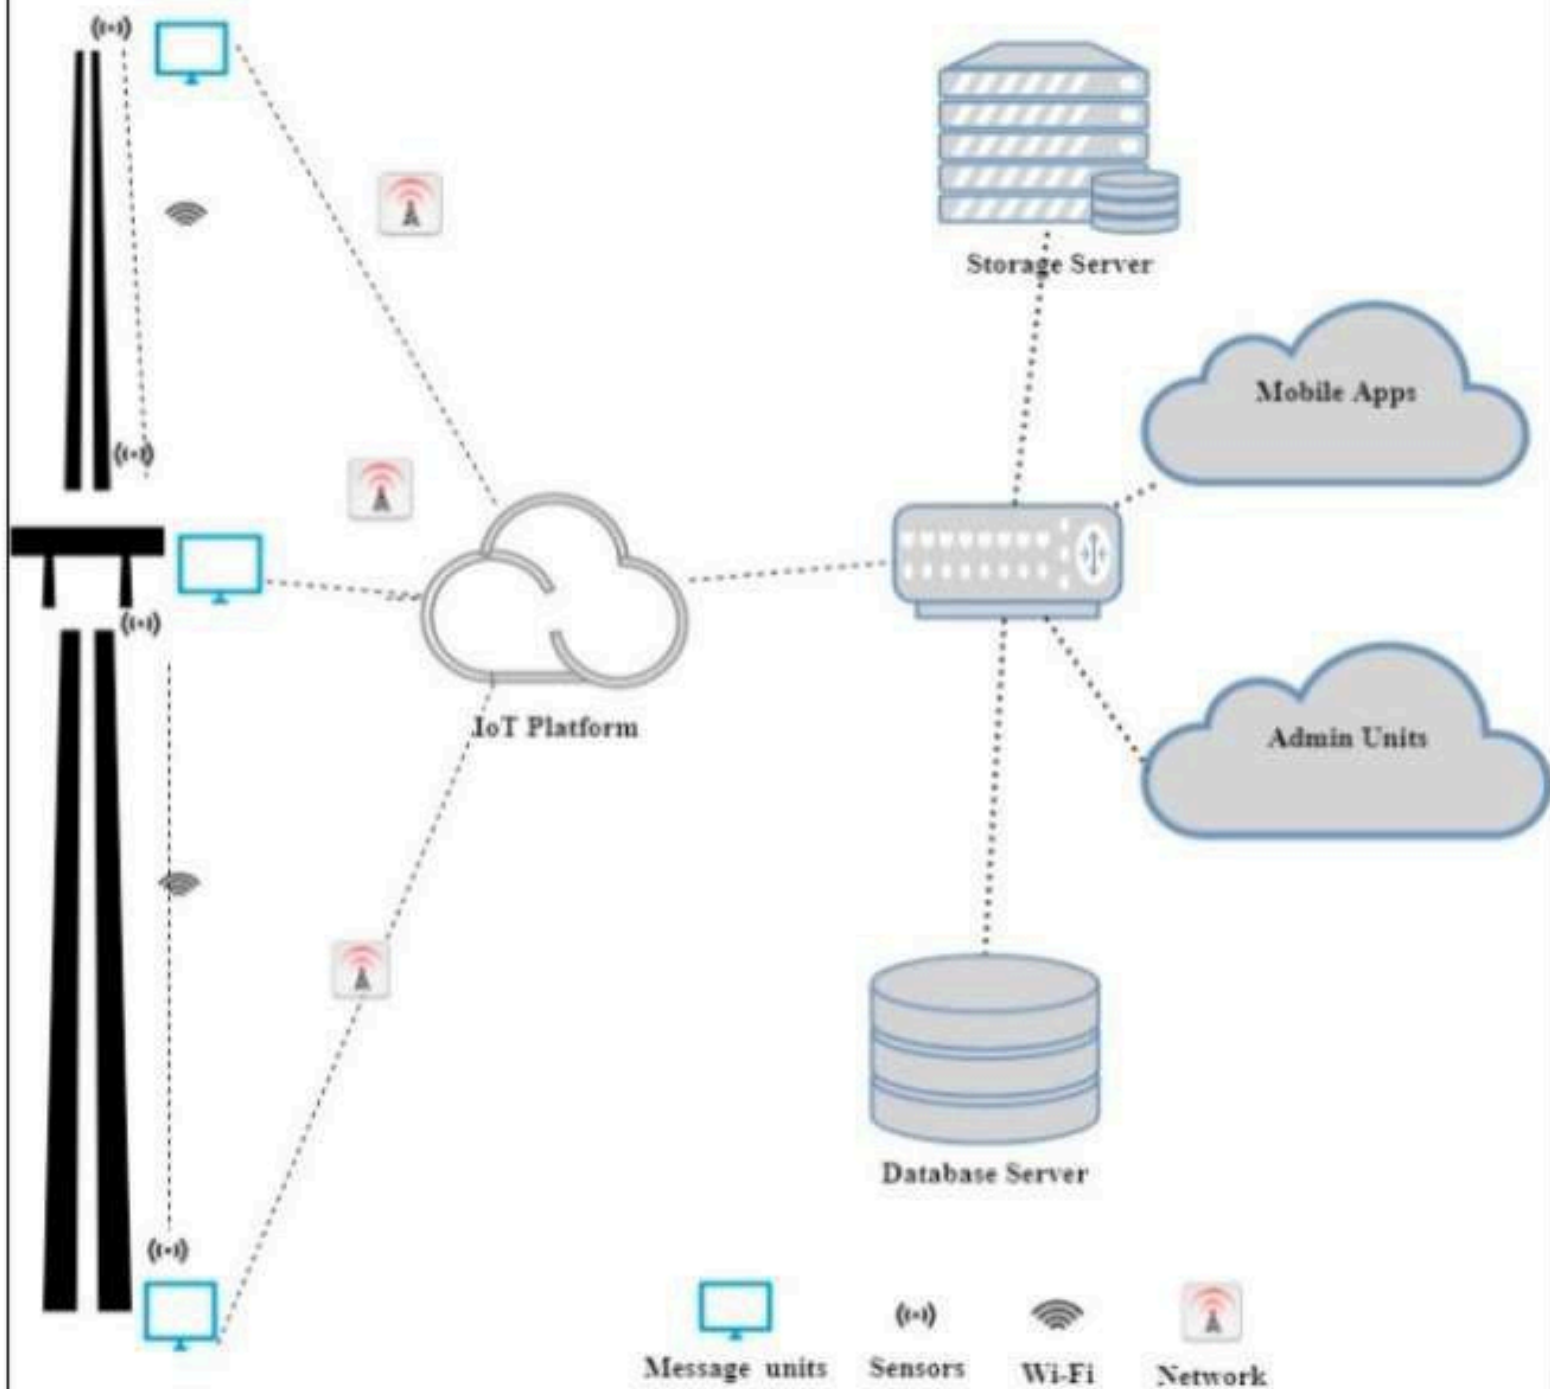 Storage Server
Mobile Apps
IoT Platform
Admin Units
Database Server
Message units
Sensors
Wi-Fi
Network